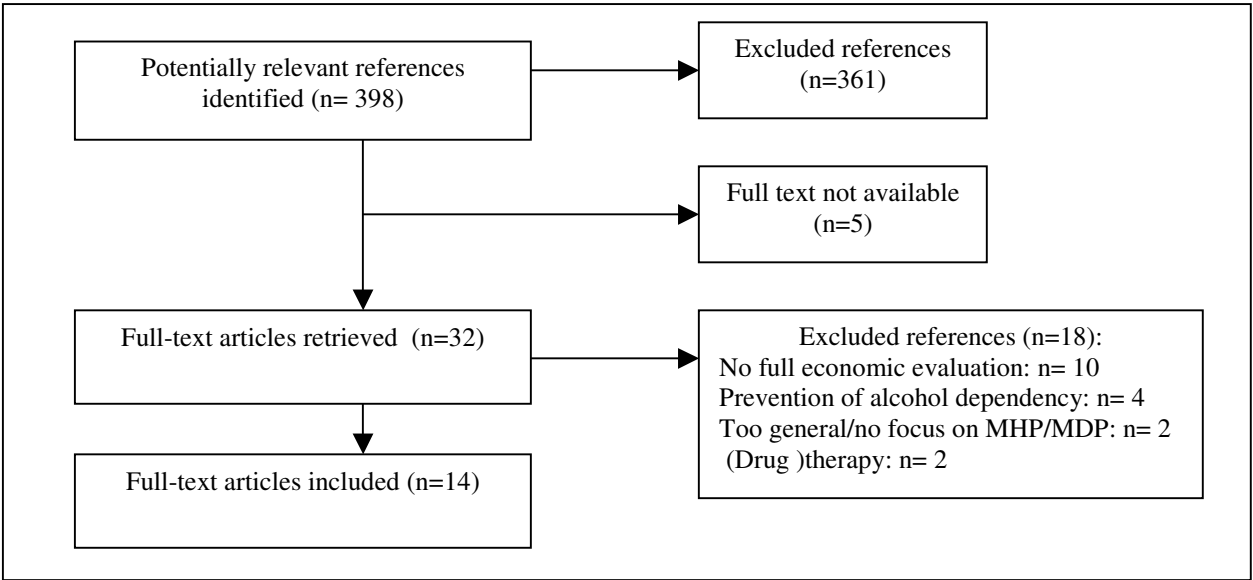 Potentially relevant references
identified (n= 398)
Excluded references
(n=361)
Full text not available
(n=5)
Full-text articles retrieved (n=32)
Excluded references (n=18):
No full economic evaluation: n= 10
Prevention of alcohol dependency: n= 4
Too general/no focus on MHP/MDP: n= 2
(Drug )therapy: n= 2
Full-text articles included (n=14)